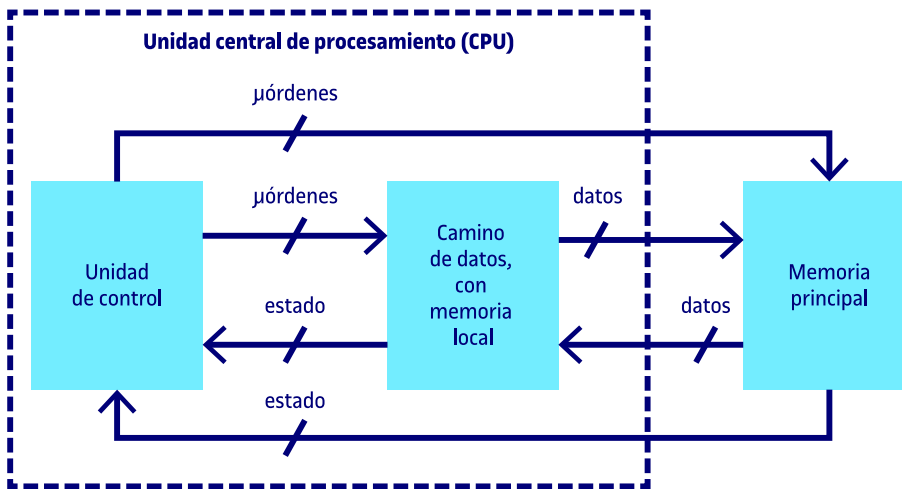 Unidad central de procesamiento (CPU)
µórdenes
µórdenes
datos
Unidad
de control
Camino
de datos,
con
memoria
local
Memoria
principal
estado
datos
estado